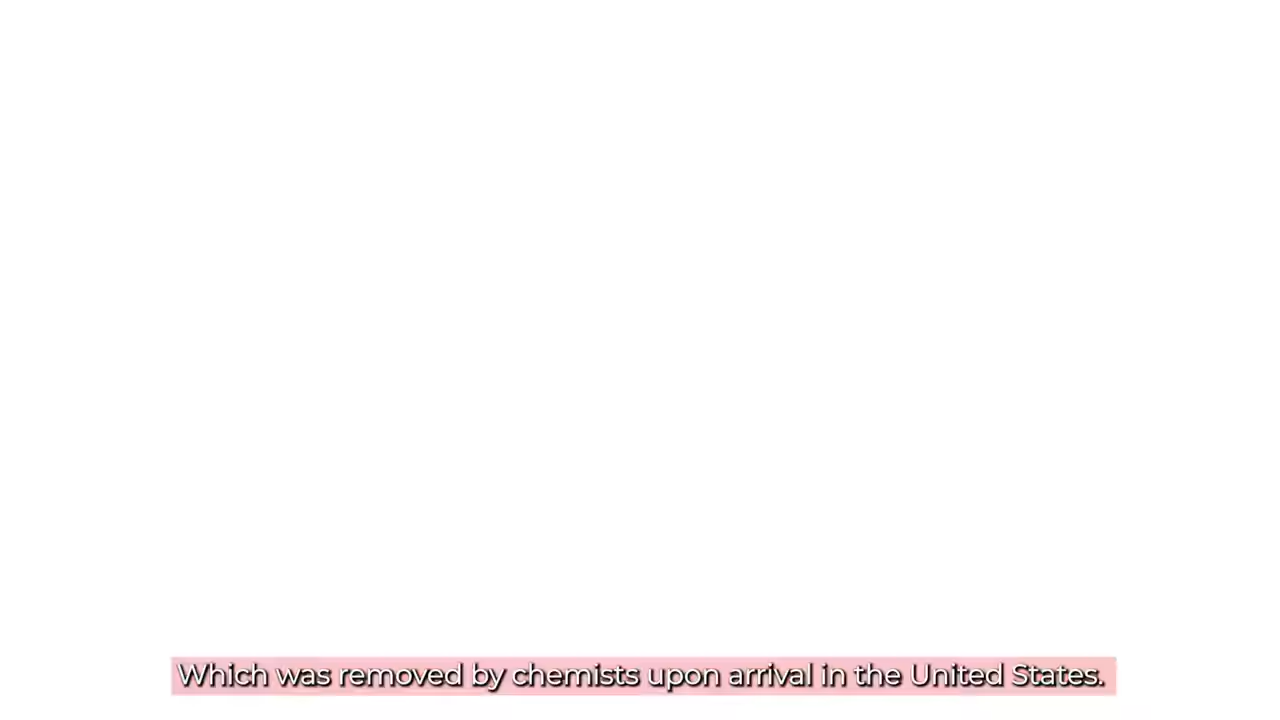 Which was removed by chemists upon arrival in the United States.